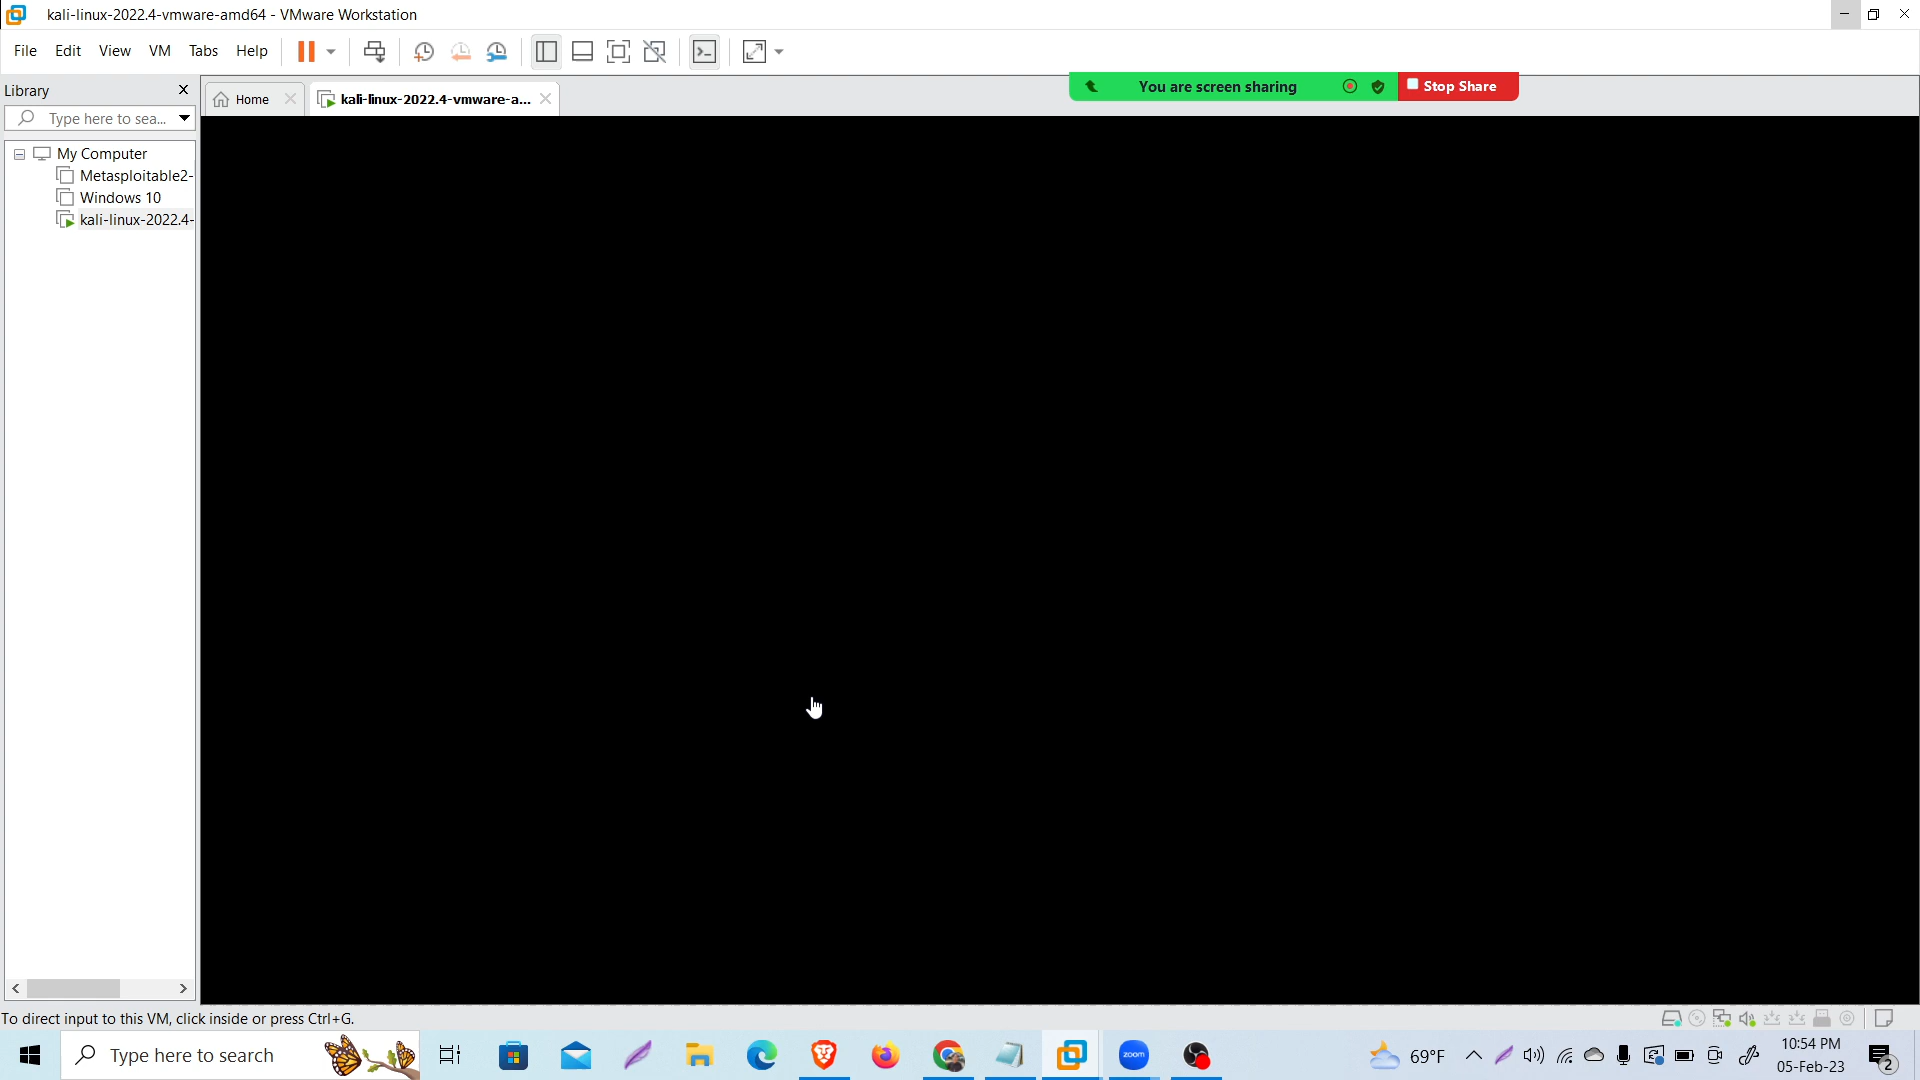 kali-linux-2022.4-vmware-amd64 - VMware Workstation
File Edit View VM Tabs Help
Library
Home
kali-linux-2022.4-vmware-a...
You are screen sharing
Stop Share
Type here to sea...
My Computer
Metasploitable2-
Windows 10
kali-linux-2022.4-
To direct input to this VM, click inside or press Ctrl+G.
Type here to search
zoom
69°F
10:54 PM
05-Feb-23
2